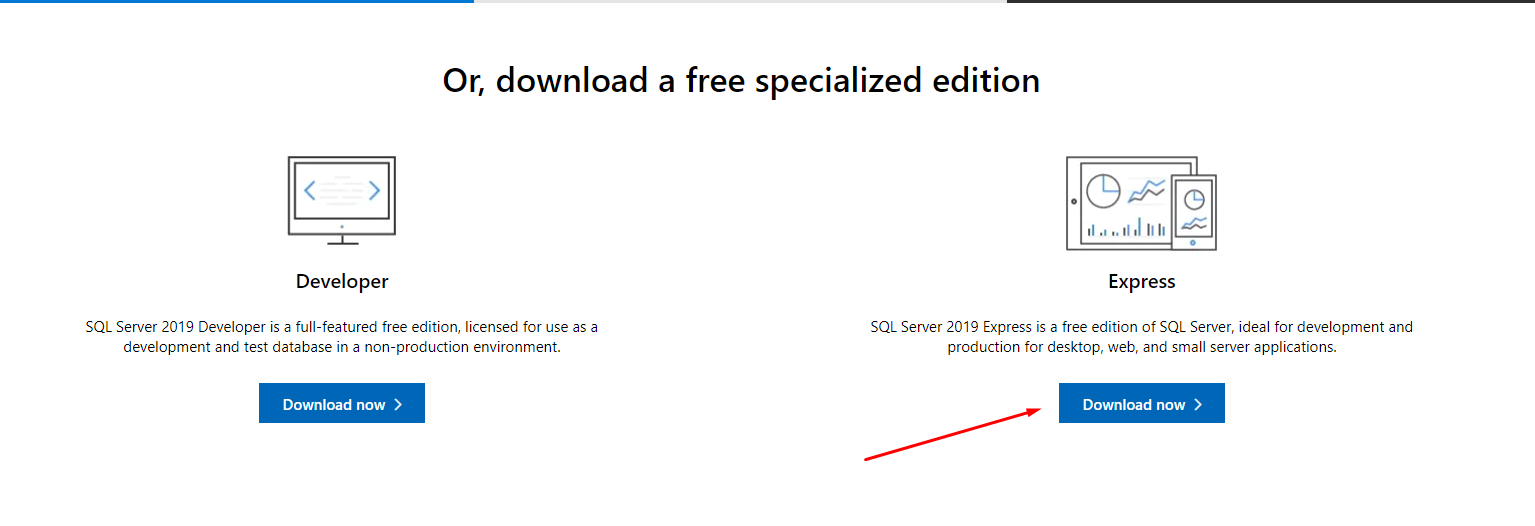 Or, download a free specialized edition
Developer
SQL Server 2019 Developer is a full-featured free edition, licensed for use as a
development and test database in a non-production environment.
Download now
Express
SQL Server 2019 Express is a free edition of SQL Server, ideal for development and
production for desktop, web, and small server applications.
Download now